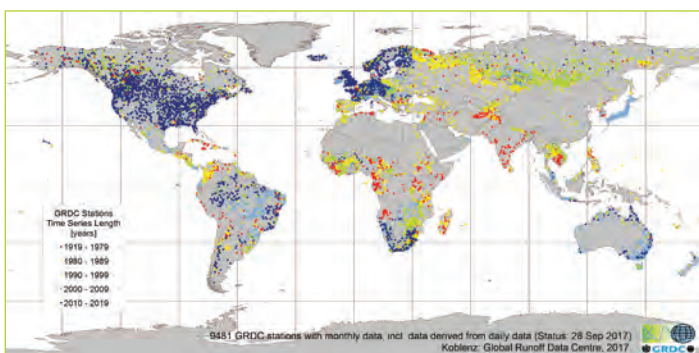 GRDC Stations
Time Series Length
[years]
1919 - 1979
1980 - 1989
1990 - 1999
2000 - 2009
2010 - 2019
9481 GRDC stations with monthly data, incl. data derived from daily data (Status: 28 Sep 2017)
Koblenz: Global Runoff Data Centre, 2017.
GRDC